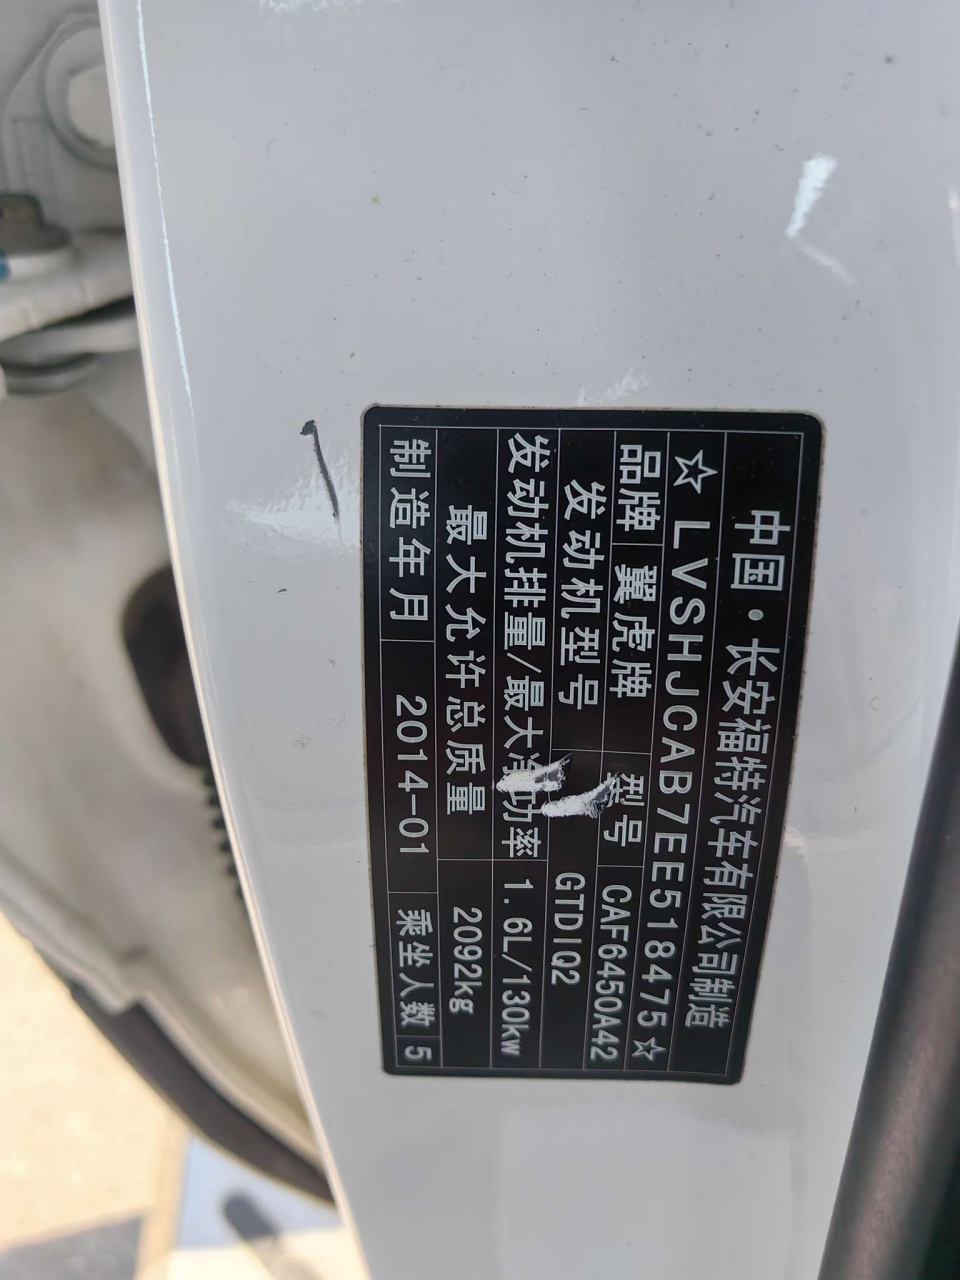 中国·长安福特汽车有限公司制造
☆LVSHJCAB7EE518475☆
品牌 翼虎牌 型号 CAF6450A42
发动机型号 GTDIQ2
发动机排量/最大净功率 1.6L/130kw
最大允许总质量 2092kg
制造年月 2014-01 乘坐人数 5